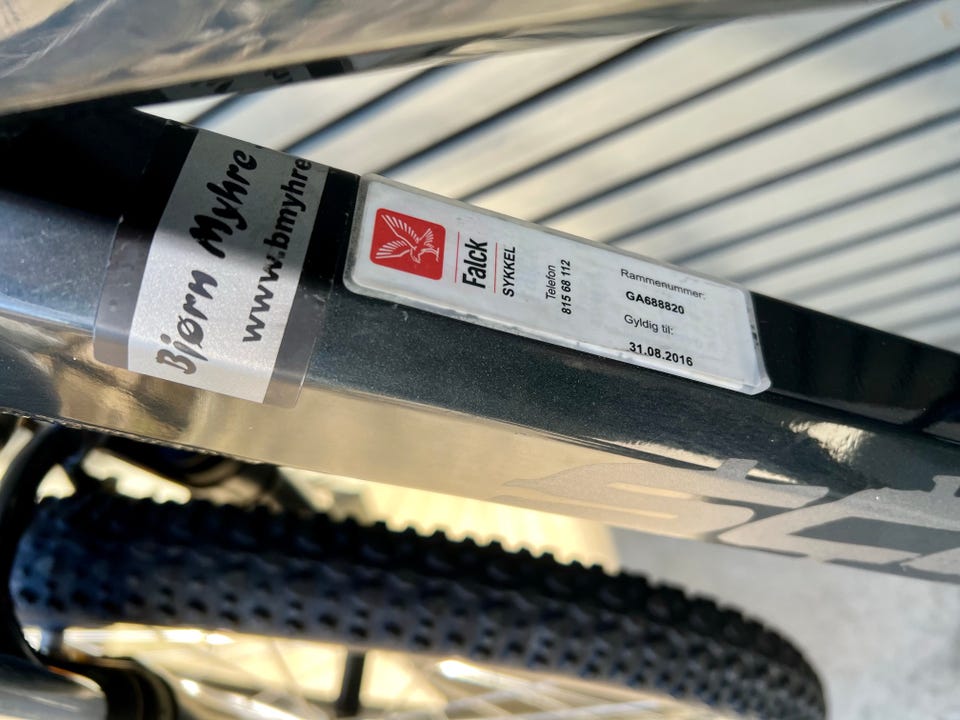 Bjørn Myhre
www.bmyhre
Falck
SYKKEL
Telefon
815 68 112
Rammenummer:
GA688820
Gyldig til:
31.08.2016